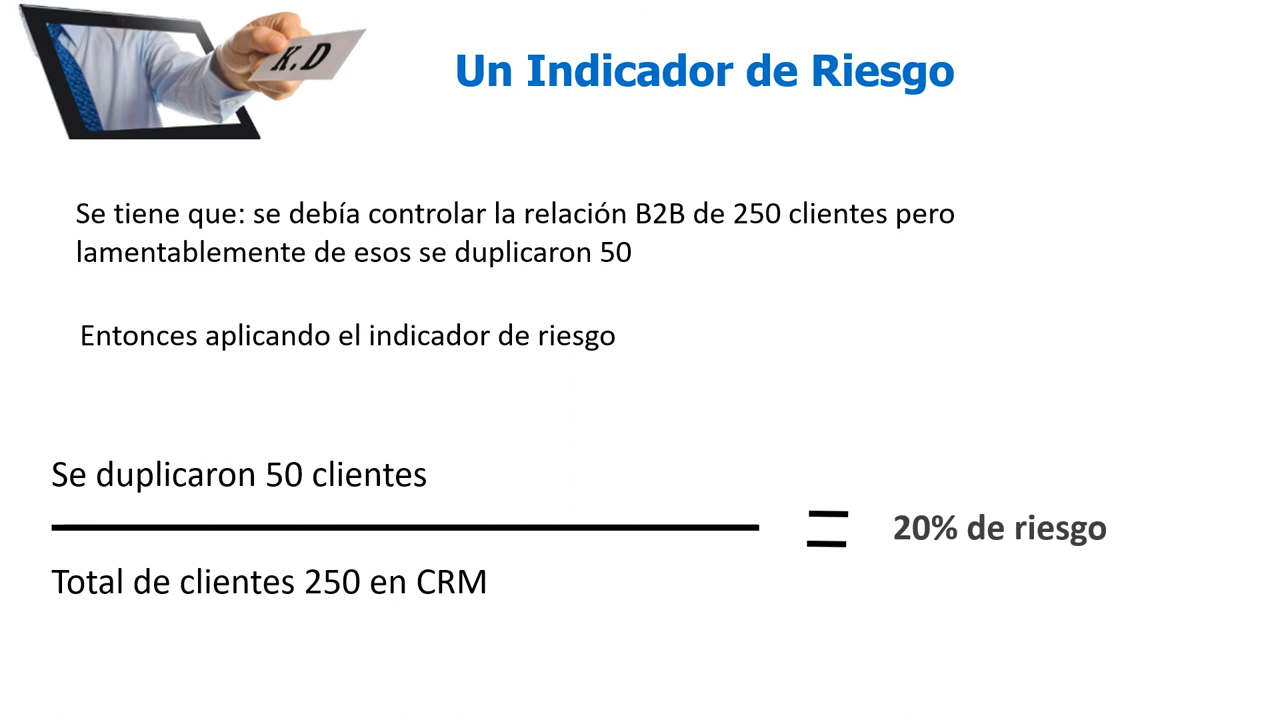 K.D
Un Indicador de Riesgo
Se tiene que: se debía controlar la relación B2B de 250 clientes pero
lamentablemente de esos se duplicaron 50
Entonces aplicando el indicador de riesgo
Se duplicaron 50 clientes
=
20% de riesgo
Total de clientes 250 en CRM